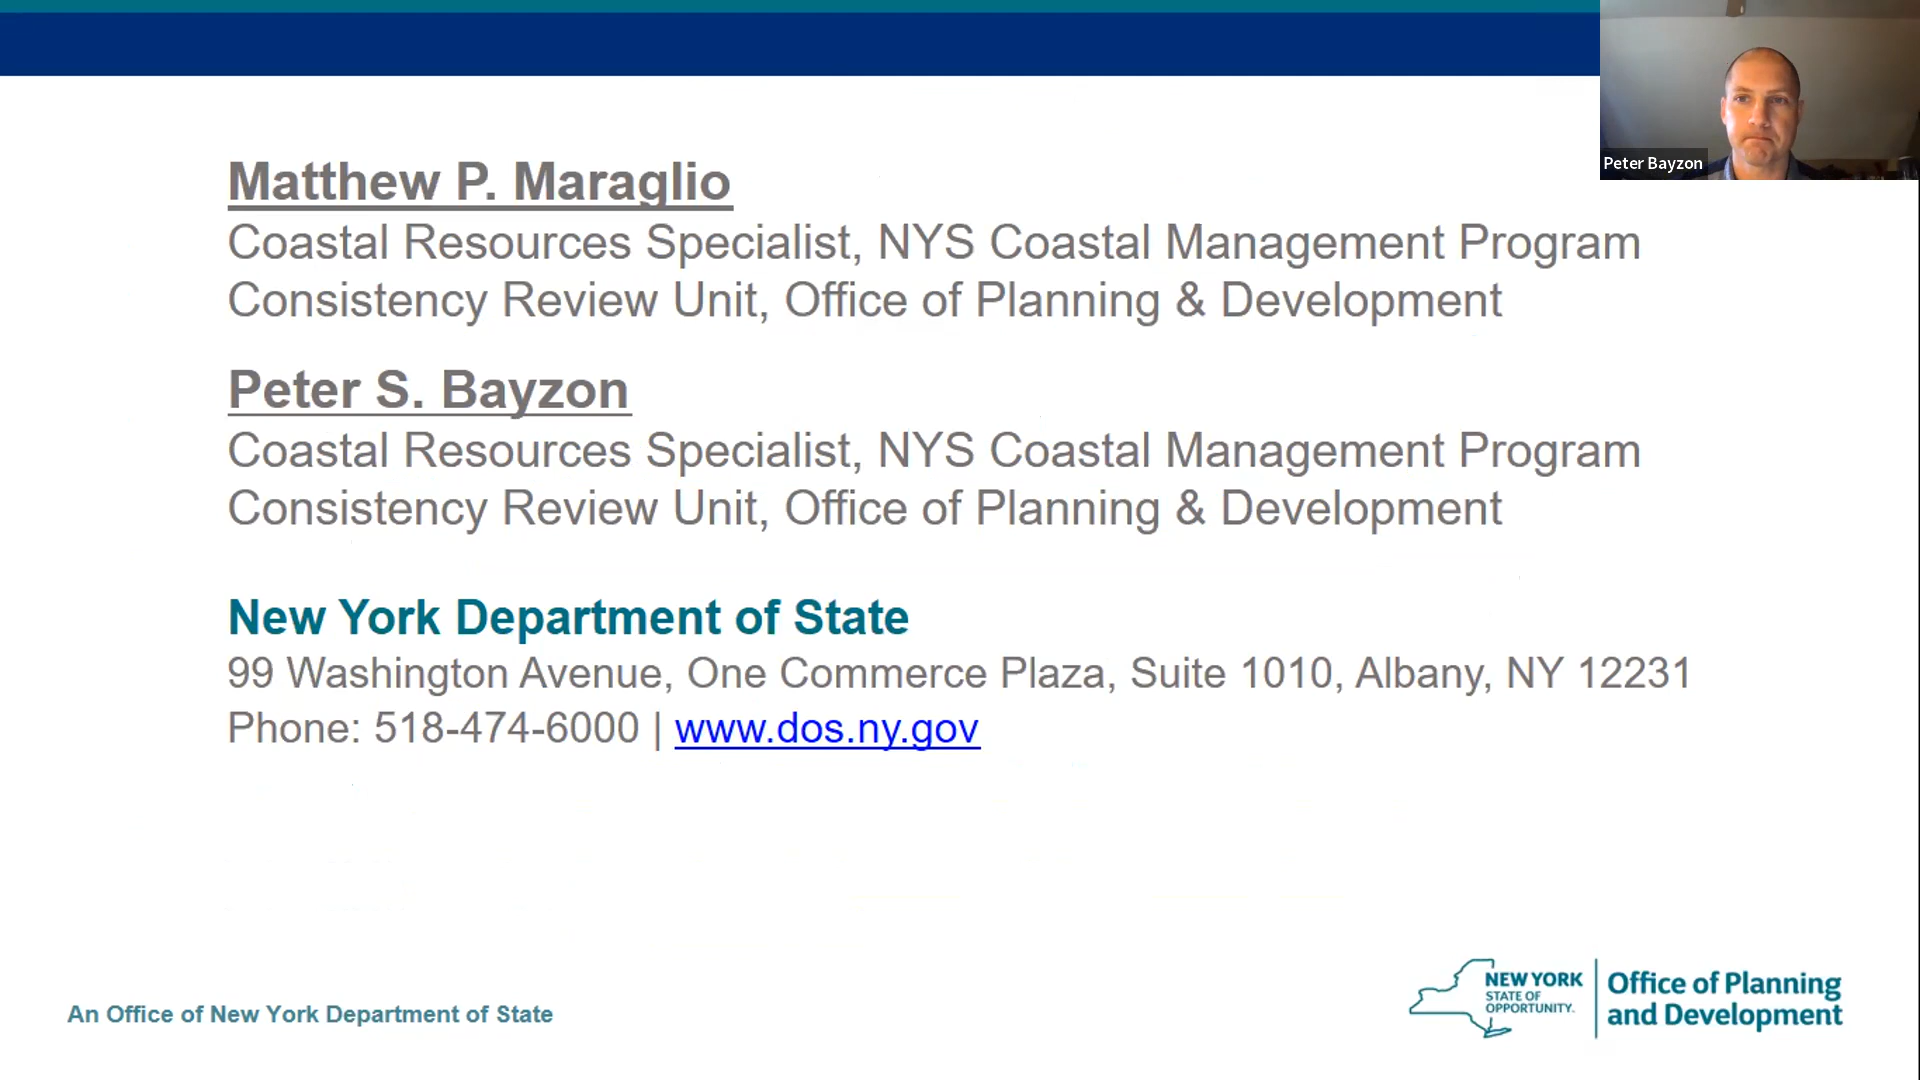 Peter Bayzon
Matthew P. Maraglio
Coastal Resources Specialist, NYS Coastal Management Program
Consistency Review Unit, Office of Planning & Development
Peter S. Bayzon
Coastal Resources Specialist, NYS Coastal Management Program
Consistency Review Unit, Office of Planning & Development
New York Department of State
99 Washington Avenue, One Commerce Plaza, Suite 1010, Albany, NY 12231
Phone: 518-474-6000 | www.dos.ny.gov
An Office of New York Department of State
NEW YORK
STATE OF
OPPORTUNITY.
Office of Planning
and Development